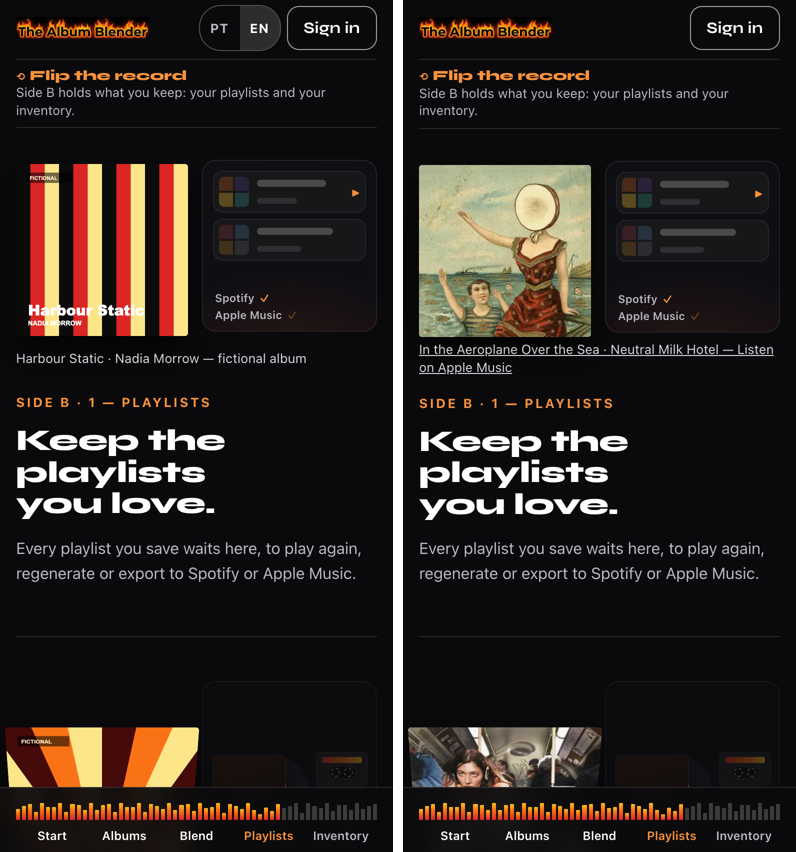 The Album Blender
PT
EN
Sign in
Flip the record
Side B holds what you keep: your playlists and your
inventory.
FICTIONAL
Harbour Static
NADIA MORROW
Spotify ✓
Apple Music ✓
Harbour Static · Nadia Morrow — fictional album
SIDE B · 1 — PLAYLISTS
Keep the
playlists
you love.
Every playlist you save waits here, to play again,
regenerate or export to Spotify or Apple Music.
FICTIONAL
Start
Albums
Blend
Playlists
Inventory
The Album Blender
Sign in
Flip the record
Side B holds what you keep: your playlists and your
inventory.
Spotify ✓
Apple Music ✓
In the Aeroplane Over the Sea · Neutral Milk Hotel — Listen
on Apple Music
SIDE B · 1 — PLAYLISTS
Keep the
playlists
you love.
Every playlist you save waits here, to play again,
regenerate or export to Spotify or Apple Music.
Start
Albums
Blend
Playlists
Inventory